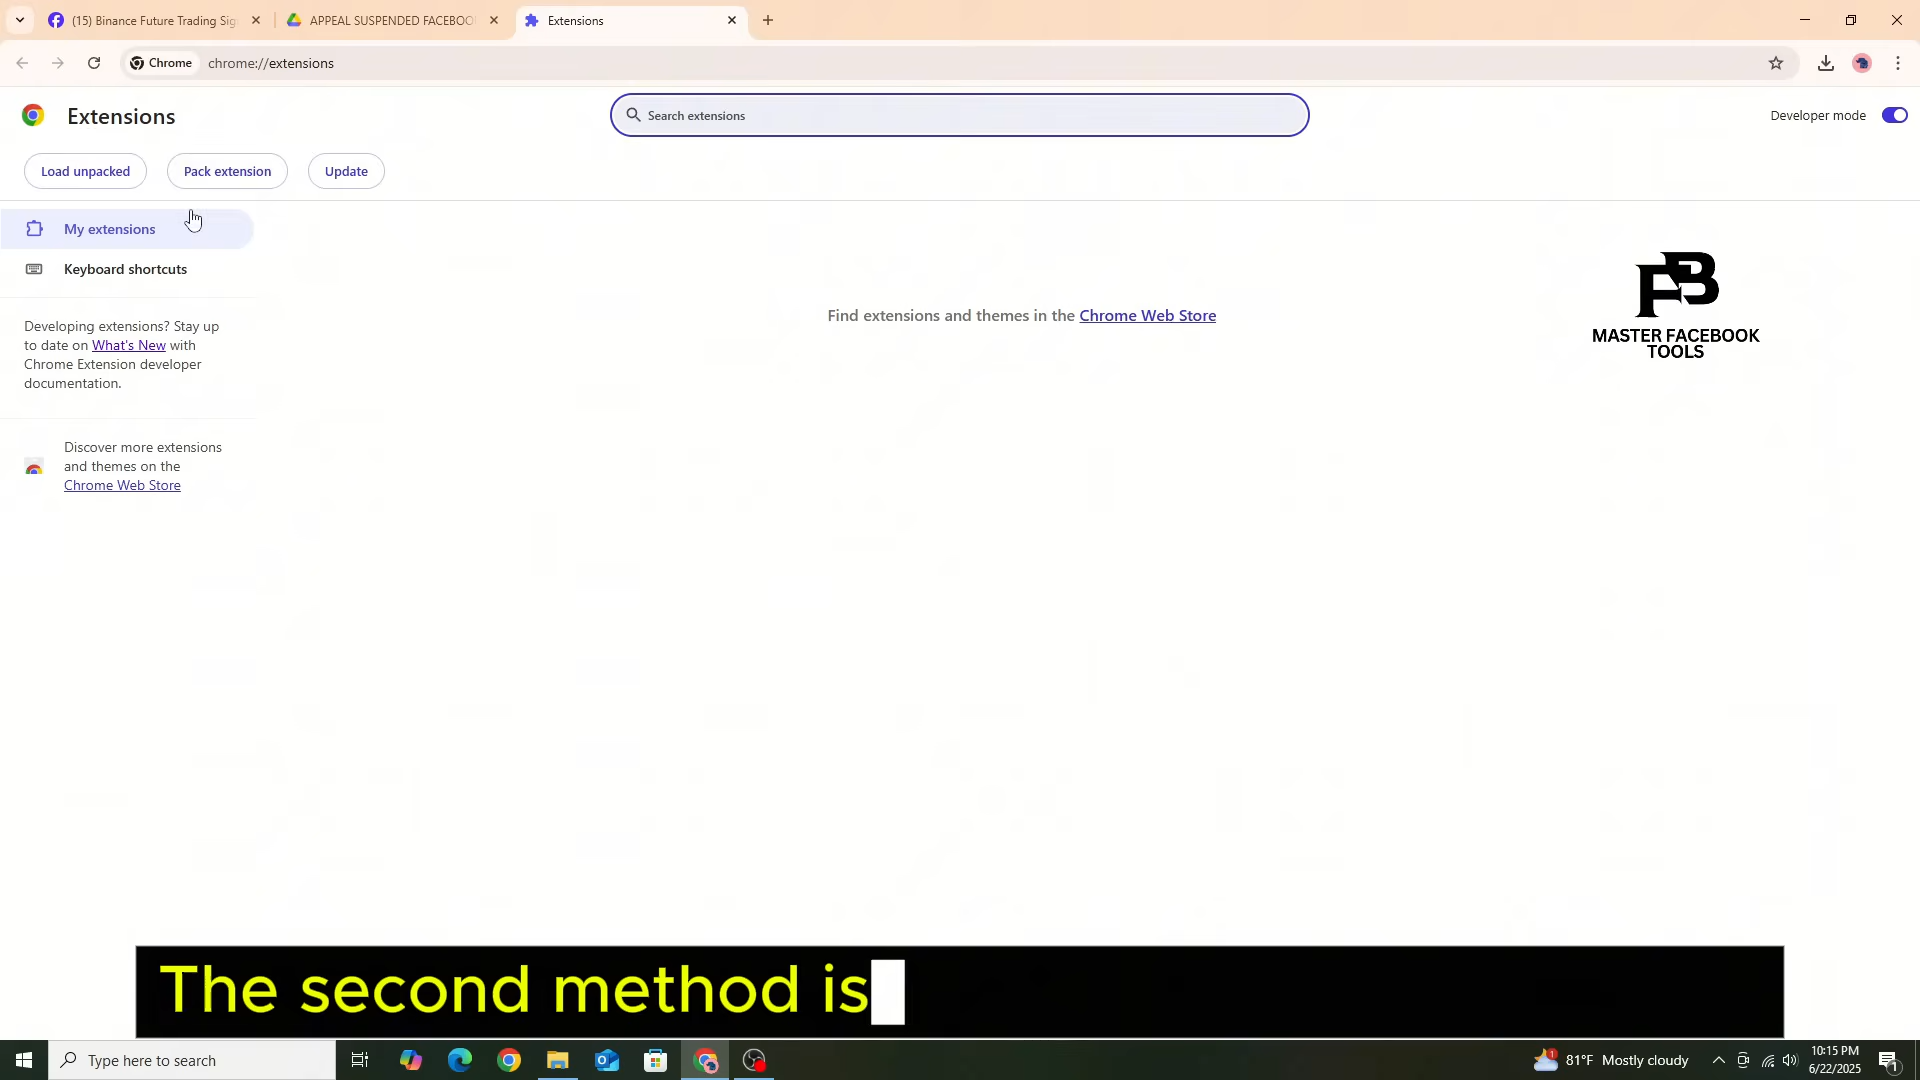 (15) Binance Future Trading Sig
APPEAL SUSPENDED FACEBOO
Extensions
Chrome
chrome://extensions
Extensions
Search extensions
Developer mode
Load unpacked
Pack extension
Update
My extensions
Keyboard shortcuts
Developing extensions? Stay up
to date on What's New with
Chrome Extension developer
documentation.
Discover more extensions
and themes on the
Chrome Web Store
Find extensions and themes in the Chrome Web Store
FB
MASTER FACEBOOK
TOOLS
The second method is
Type here to search
1
81°F Mostly cloudy
10:15 PM
6/22/2025
1